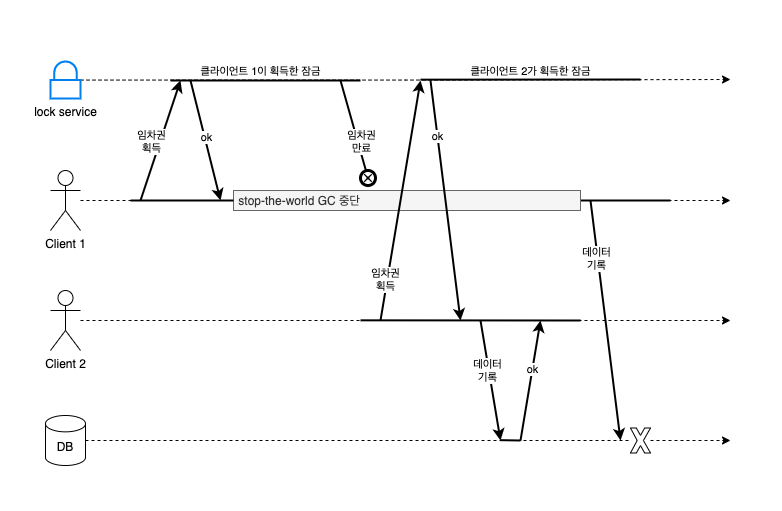 클라이언트 1이 획득한 잠금
클라이언트 2가 획득한 잠금
lock service
임차권
획득
ok
임차권
만료
ok
stop-the-world GC 중단
Client 1
데이터
기록
임차권
획득
Client 2
데이터
기록
ok
DB